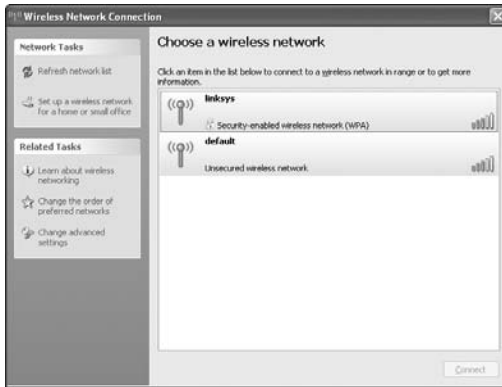 Wireless Network Connection
Network Tasks
Refresh network list
Set up a wireless network
for a home or small office
Related Tasks
Learn about wireless
networking
Change the order of
preferred networks
Change advanced
settings
Choose a wireless network
Click an item in the list below to connect to a wireless network in range or to get more
information.
linksys
Security-enabled wireless network (WPA)
default
Unsecured wireless network
Connect